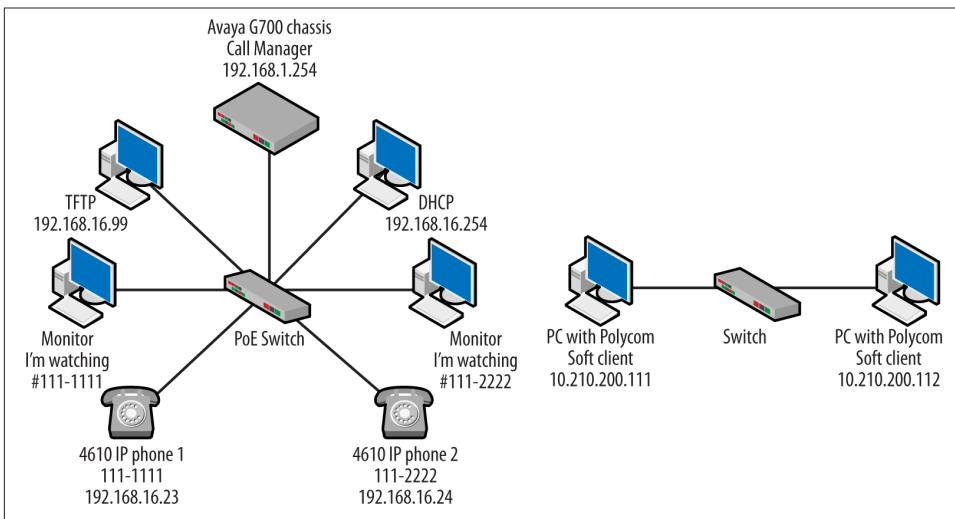 Avaya G700 chassis
Call Manager
192.168.1.254
TFTP
192.168.16.99
DHCP
192.168.16.254
Monitor
I'm watching
#111-1111
PoE Switch
Monitor
I'm watching
#111-2222
PC with Polycom
Soft client
10.210.200.111
Switch
PC with Polycom
Soft client
10.210.200.112
4610 IP phone 1
111-1111
192.168.16.23
4610 IP phone 2
111-2222
192.168.16.24